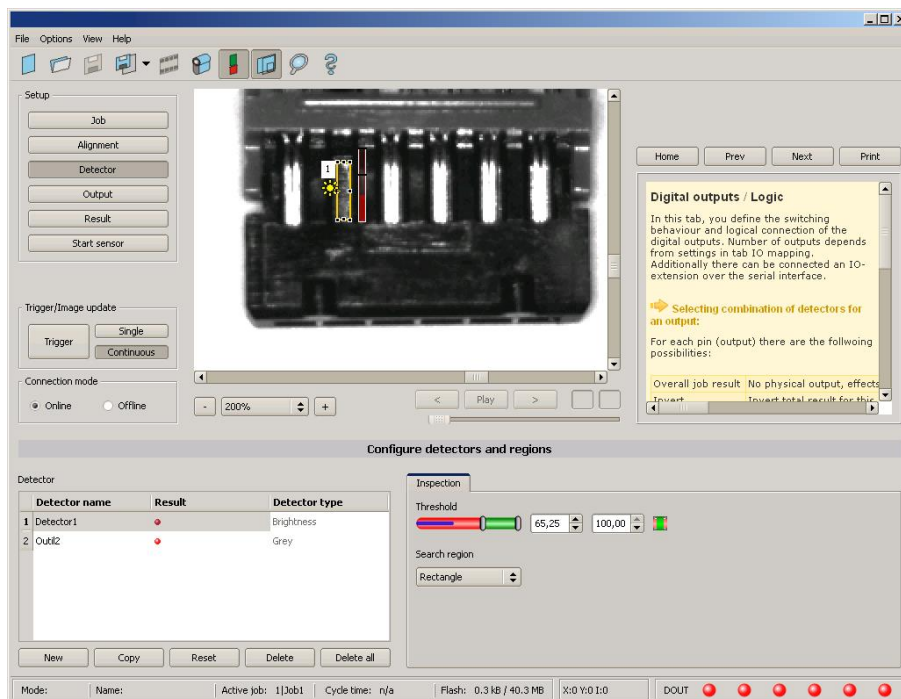 File Options View Help
Setup
Job
Alignment
Detector
Output
Result
Start sensor
Trigger/Image update
Trigger
Single
Continuous
Connection mode
Online Offline
1
- 200% +
< Play >
Home Prev Next Print
Digital outputs / Logic
In this tab, you define the switching
behaviour and logical connection of the
digital outputs. Number of outputs depends
from settings in tab IO mapping.
Additionally there can be connected an IO-
extension over the serial interface.
Selecting combination of detectors for
an output:
For each pin (output) there are the follwoing
possibilities:
Overall job result No physical output, effects
Invert Invert total result for this
Configure detectors and regions
Detector
Detector name Result Detector type
1 Detector1 Brightness
2 Outil2 Grey
New Copy Reset Delete Delete all
Inspection
Threshold
65,25 100,00
Search region
Rectangle
Mode: Name: Active job: 1|Job1 Cycle time: n/a Flash: 0.3 kB / 40.3 MB X:0 Y:0 I:0 DOUT